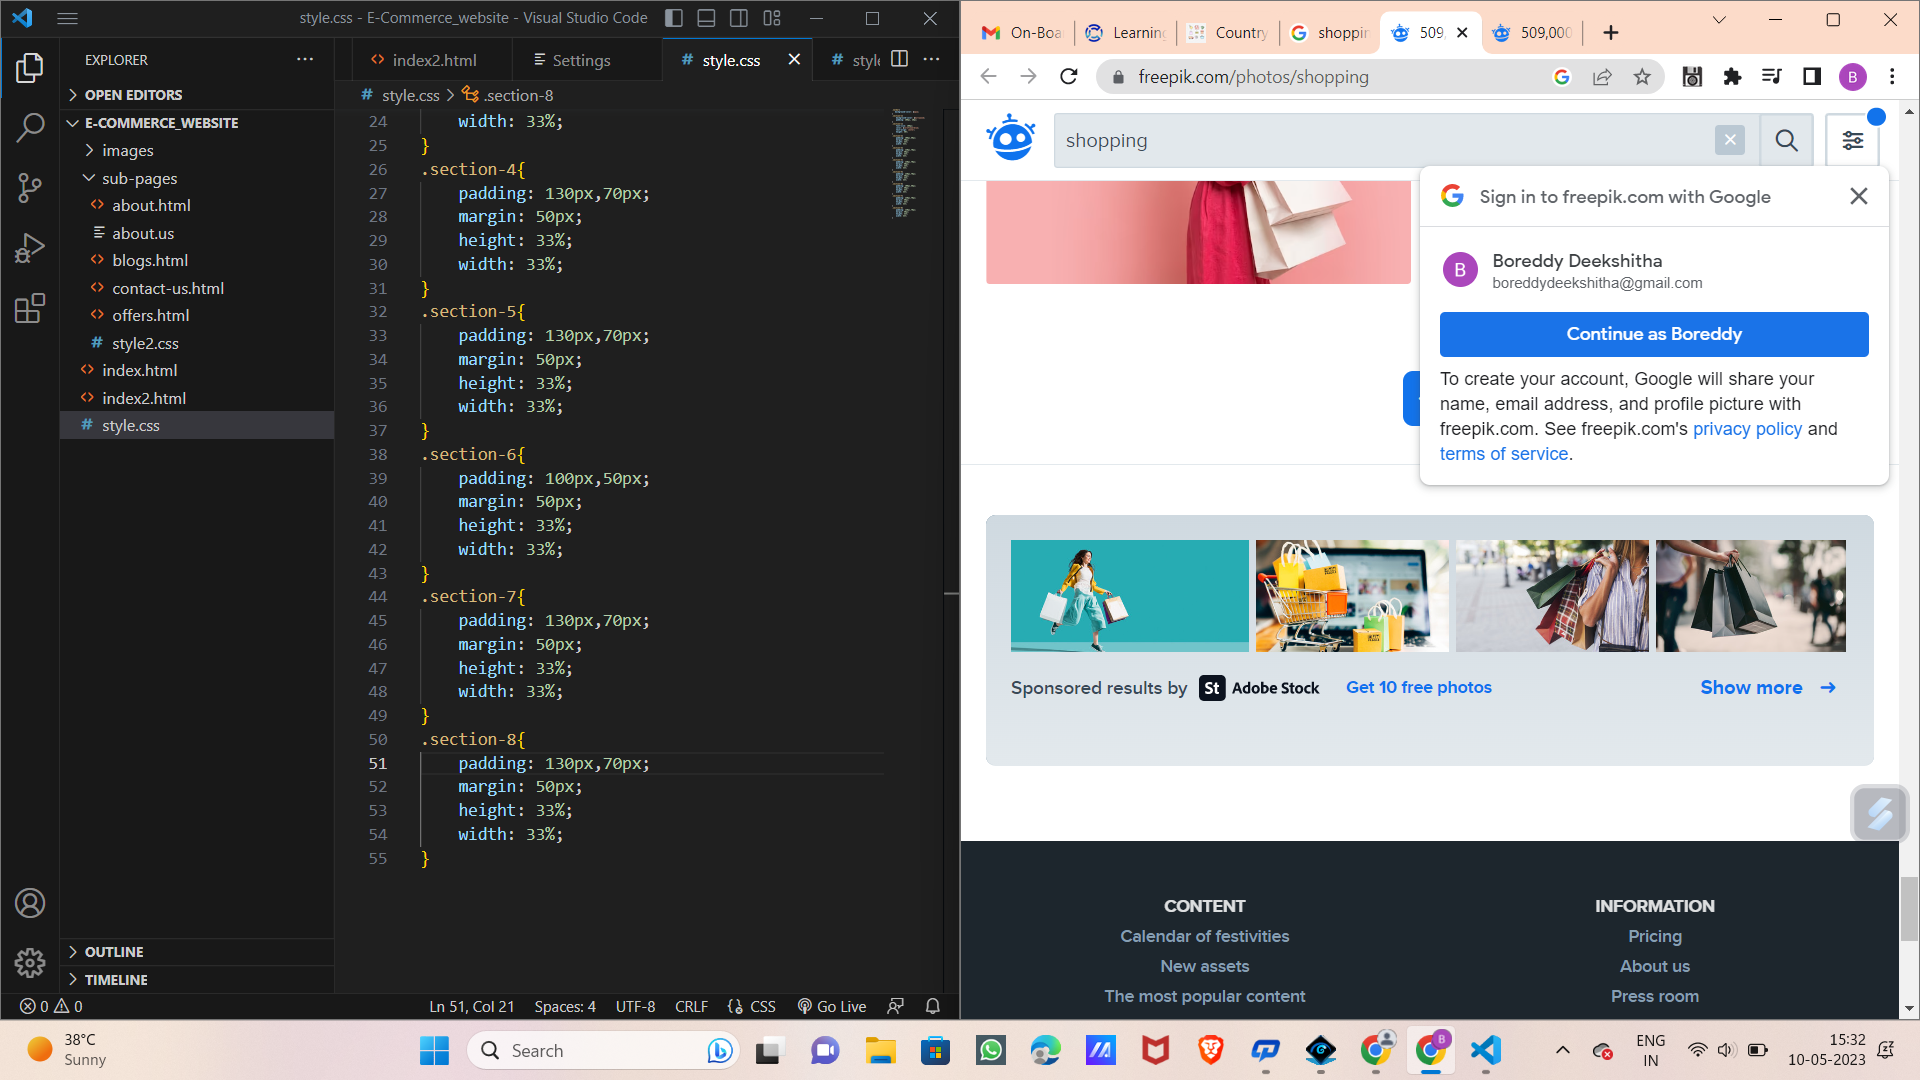 style.css - E-Commerce_website - Visual Studio Code
EXPLORER
OPEN EDITORS
E-COMMERCE_WEBSITE
images
sub-pages
about.html
about.us
blogs.html
contact-us.html
offers.html
style2.css
index.html
index2.html
style.css
OUTLINE
TIMELINE
index2.html
Settings
style.css
style.css > .section-8
24 width: 33%;
25 }
26 .section-4{
27 padding: 130px,70px;
28 margin: 50px;
29 height: 33%;
30 width: 33%;
31 }
32 .section-5{
33 padding: 130px,70px;
34 margin: 50px;
35 height: 33%;
36 width: 33%;
37 }
38 .section-6{
39 padding: 100px,50px;
40 margin: 50px;
41 height: 33%;
42 width: 33%;
43 }
44 .section-7{
45 padding: 130px,70px;
46 margin: 50px;
47 height: 33%;
48 width: 33%;
49 }
50 .section-8{
51 padding: 130px,70px;
52 margin: 50px;
53 height: 33%;
54 width: 33%;
55 }
0 0
Ln 51, Col 21 Spaces: 4 UTF-8 CRLF {} CSS Go Live
On-Boa Learning Country shoppin 509, 509,000
freepik.com/photos/shopping
B
shopping
Sign in to freepik.com with Google
B
Boreddy Deekshitha
boreddydeekshitha@gmail.com
Continue as Boreddy
To create your account, Google will share your
name, email address, and profile picture with
freepik.com. See freepik.com's privacy policy and
terms of service.
Sponsored results by St Adobe Stock Get 10 free photos Show more →
CONTENT
Calendar of festivities
New assets
The most popular content
INFORMATION
Pricing
About us
Press room
38°C
Sunny
Search
B
ENG
IN
15:32
10-05-2023